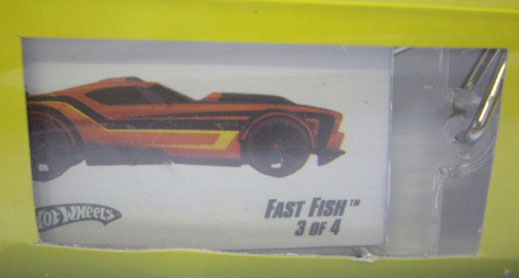 HOT WHEELS
FAST FISH™
3 OF 4